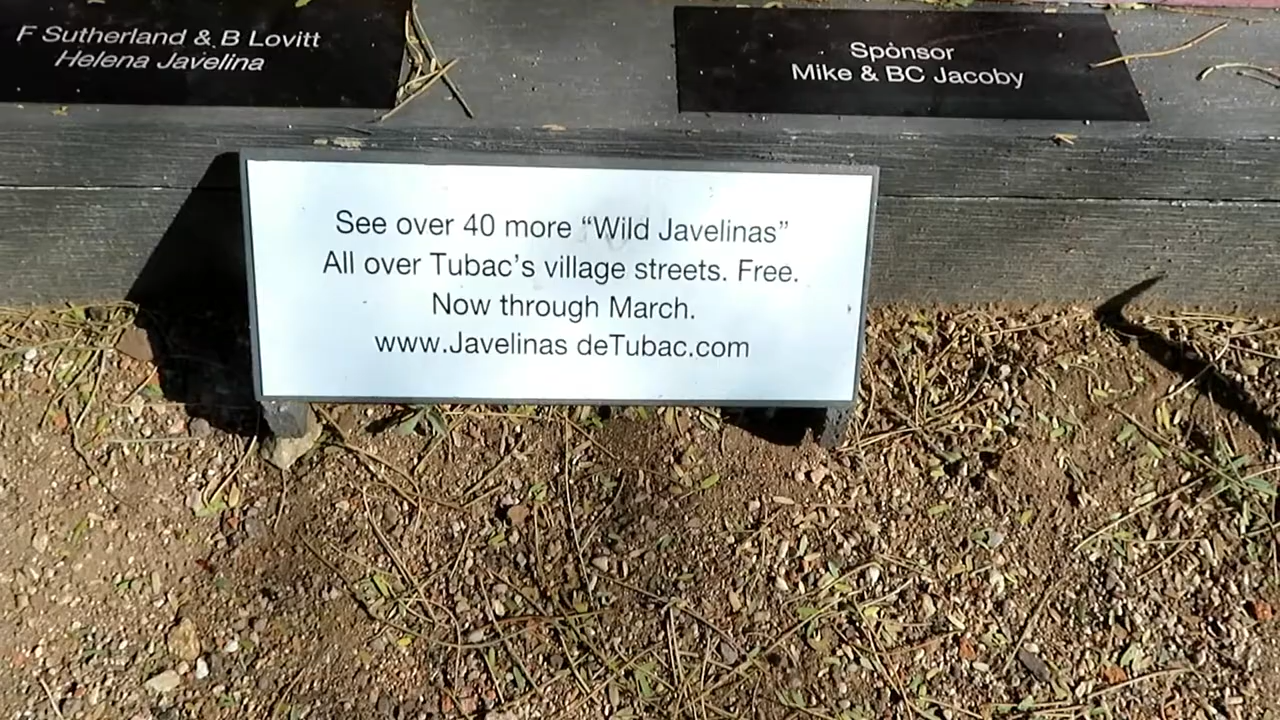 F Sutherland & B Lovitt
Helena Javelina
Sponsor
Mike & BC Jacoby
See over 40 more “Wild Javelinas”
All over Tubac’s village streets. Free.
Now through March.
www.Javelinas deTubac.com